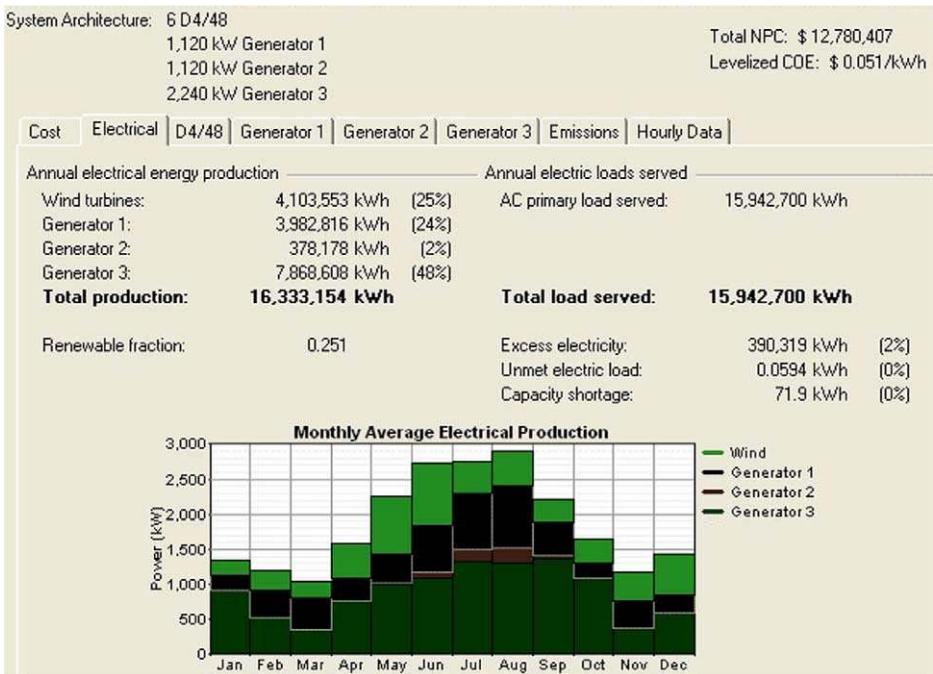 System Architecture: 6 D4/48
1,120 kW Generator 1
1,120 kW Generator 2
2,240 kW Generator 3
Total NPC: $ 12,780,407
Levelized COE: $ 0.051/kWh
Cost Electrical D4/48 Generator 1 Generator 2 Generator 3 Emissions Hourly Data
Annual electrical energy production
Wind turbines: 4,103,553 kWh (25%)
Generator 1: 3,982,816 kWh (24%)
Generator 2: 378,178 kWh (2%)
Generator 3: 7,868,608 kWh (48%)
Total production: 16,333,154 kWh
Renewable fraction: 0.251
Annual electric loads served
AC primary load served: 15,942,700 kWh
Total load served: 15,942,700 kWh
Excess electricity: 390,319 kWh (2%)
Unmet electric load: 0.0594 kWh (0%)
Capacity shortage: 71.9 kWh (0%)
Monthly Average Electrical Production
Power (kW)
3,000
2,500
2,000
1,500
1,000
500
0
Jan Feb Mar Apr May Jun Jul Aug Sep Oct Nov Dec
Wind
Generator 1
Generator 2
Generator 3